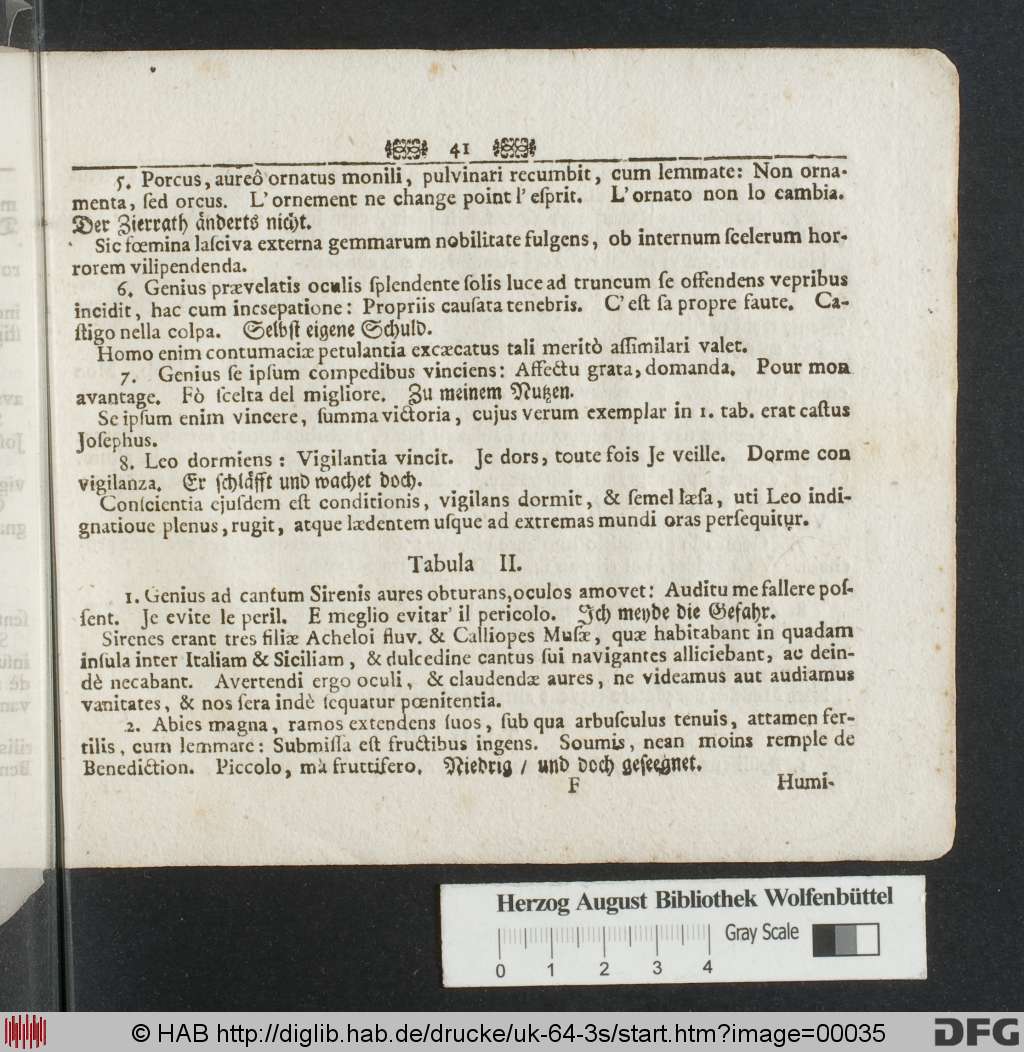 41
5. Porcus, aureô ornatus monili, pulvinari recumbit, cum lemmate: Non orna-
menta, ſed orcus. L' ornement ne change point l' eſprit. L' ornato non lo cambia.
Der Zierrath åndertś nicht.
Sic fœmina laſciva externa gemmarum nobilitate fulgens, ob internum ſcelerum hor-
rorem vilipendenda.
6. Genius prævelatis oculis ſplendente ſolis luce ad truncum ſe offendens vepribus
incidit, hac cum incsepatione: Propriis cauſata tenebris. C' eſt ſa propre faute. Ca-
ſtigo nella colpa. Selbſt eigene Schuld.
Homo enim contumaciæ petulantia excæcatus tali meritò aſſimilari valet.
7. Genius ſe ipſum compedibus vinciens: Affectu grata, domanda. Pour mon
avantage. Fò ſcelta del migliore. Zu meinem Nutzen.
Se ipſum enim vincere, ſumma victoria, cujus verum exemplar in 1. tab. erat caſtus
Joſephus.
8. Leo dormiens: Vigilantia vincit. Je dors, toute fois Je veille. Dorme con
vigilanza. Er ſchlåfft und wachet doch.
Conſcientia ejuſdem eſt conditionis, vigilans dormit, & ſemel læſa, uti Leo indi-
gnatioue plenus, rugit, atque lædentem uſque ad extremas mundi oras perſequitur.
Tabula II.
1. Genius ad cantum Sirenis aures obturans, oculos amovet: Auditu me fallere poſ-
ſent. Je evite le peril. E meglio evitar' il pericolo. Ich meyde die Gefahr.
Sirenes erant tres filiæ Acheloi fluv. & Calliopes Muſæ, quæ habitabant in quadam
inſula inter Italiam & Siciliam, & dulcedine cantus ſui navigantes alliciebant, ac dein-
dè necabant. Avertendi ergo oculi, & claudendæ aures, ne videamus aut audiamus
vanitates, & nos ſera indè ſequatur pœnitentia.
2. Abies magna, ramos extendens ſuos, ſub qua arbuſculus tenuis, attamen fer-
tilis, cum lemmate: Submiſſa eſt fructibus ingens. Soumis, nean moins remple de
Benediction. Piccolo, mà fruttifero. Niedrig / und doch geſeegnet.
F Humi-
Herzog August Bibliothek Wolfenbüttel
Gray Scale
0 1 2 3 4
© HAB http://diglib.hab.de/drucke/uk-64-3s/start.htm?image=00035
DFG